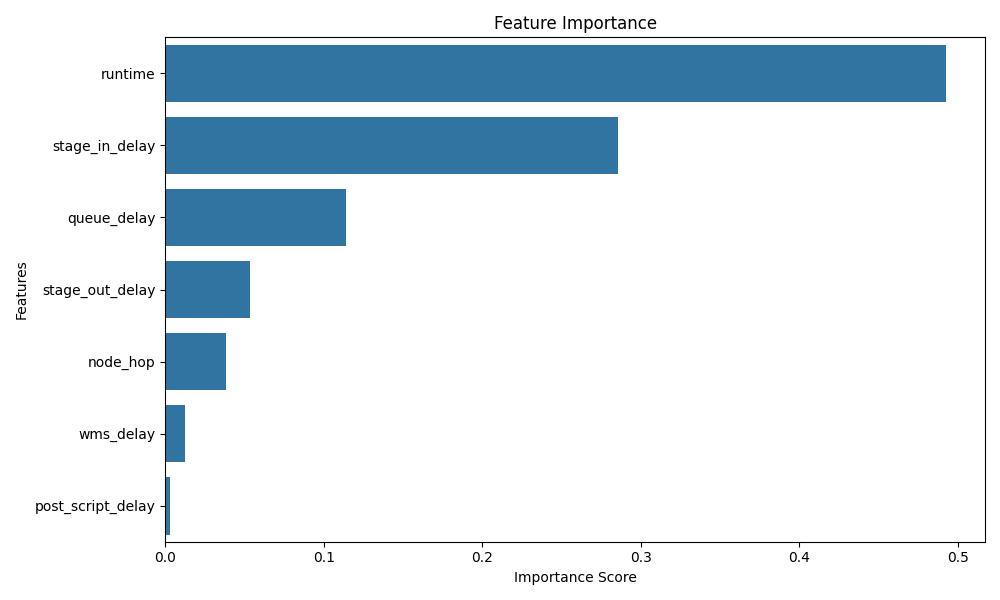 Feature Importance
Features
runtime
stage_in_delay
queue_delay
stage_out_delay
node_hop
wms_delay
post_script_delay
0.0 0.1 0.2 0.3 0.4 0.5
Importance Score